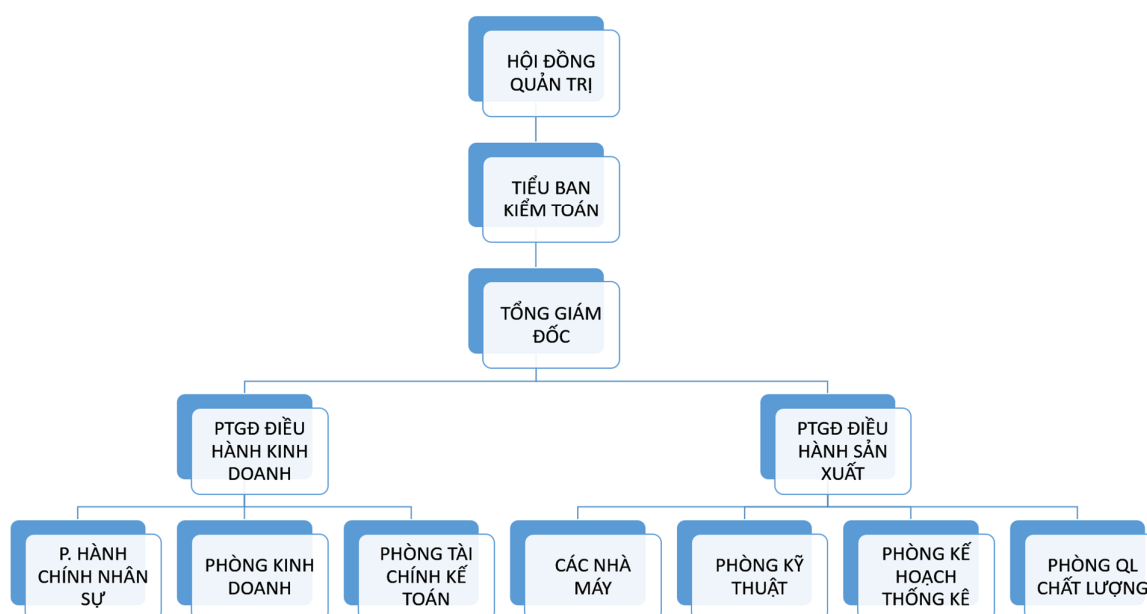 HỘI ĐỒNG
QUẢN TRỊ
TIỂU BAN
KIỂM TOÁN
TỔNG GIÁM
ĐỐC
PTGĐ ĐIỀU
HÀNH KINH
DOANH
PTGĐ ĐIỀU
HÀNH SẢN
XUẤT
P. HÀNH
CHÍNH NHÂN
SỰ
PHÒNG KINH
DOANH
PHÒNG TÀI
CHÍNH KẾ
TOÁN
CÁC NHÀ
MÁY
PHÒNG KỸ
THUẬT
PHÒNG KẾ
HOẠCH
THỐNG KÊ
PHÒNG QL
CHẤT LƯỢNG